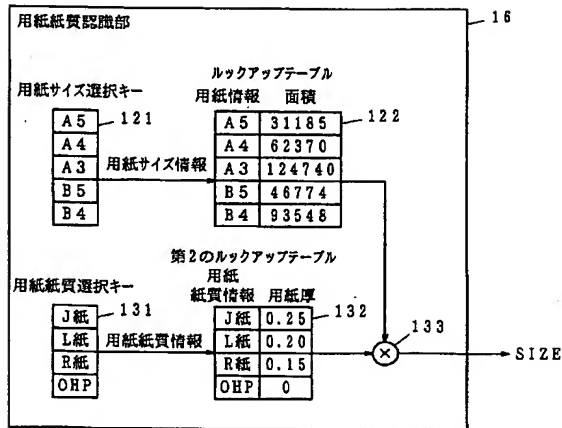 用紙紙質認識部
16
用紙サイズ選択キー
121
A5
A4
A3
B5
B4
用紙サイズ情報
ルックアップテーブル
用紙情報 面積
122
A5 31185
A4 62370
A3 124740
B5 46774
B4 93548
用紙紙質選択キー
131
J紙
L紙
R紙
OHP
用紙紙質情報
第2のルックアップテーブル
用紙
紙質情報 用紙厚
132
J紙 0.25
L紙 0.20
R紙 0.15
OHP 0
133
×
SIZE